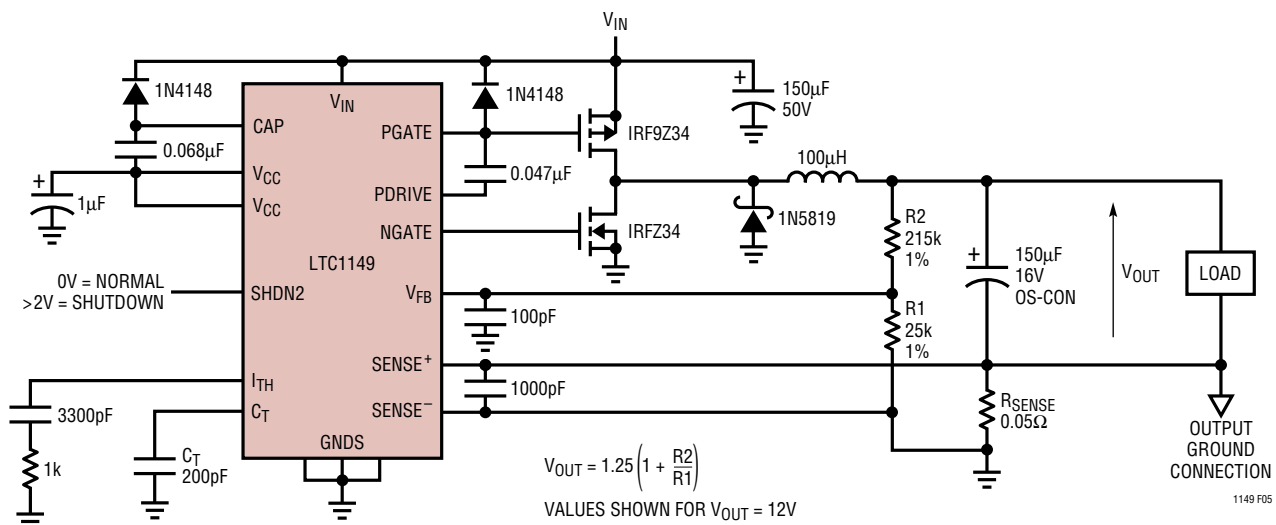 V_IN
1N4148
V_IN
1N4148
150µF
50V
CAP
PGATE
IRF9Z34
0.068µF
100µH
V_CC
0.047µF
1µF
V_CC
PDRIVE
1N5819
R2
215k
1%
NGATE
IRFZ34
150µF
16V
OS-CON
V_OUT
LOAD
LTC1149
0V = NORMAL
>2V = SHUTDOWN
SHDN2
V_FB
100pF
R1
25k
1%
SENSE+
I_TH
1000pF
3300pF
C_T
SENSE–
R_SENSE
0.05Ω
OUTPUT
GROUND
CONNECTION
GNDS
1k
C_T
200pF
V_OUT = 1.25 (1 + R2/R1)
VALUES SHOWN FOR V_OUT = 12V
1149 F05
+
+
+